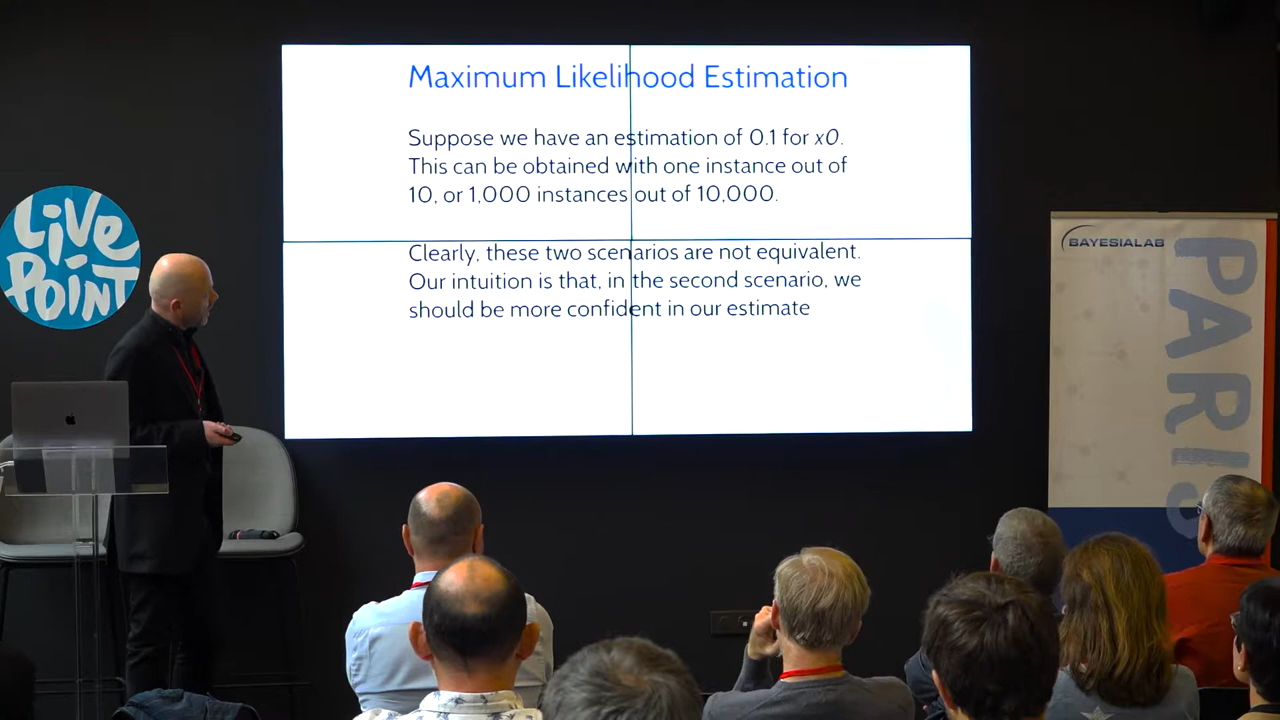 Maximum Likelihood Estimation
Suppose we have an estimation of 0.1 for x0.
This can be obtained with one instance out of
10, or 1,000 instances out of 10,000.
Clearly, these two scenarios are not equivalent.
Our intuition is that, in the second scenario, we
should be more confident in our estimate
LiVe
POiNT
BAYESIALAB
PARIS